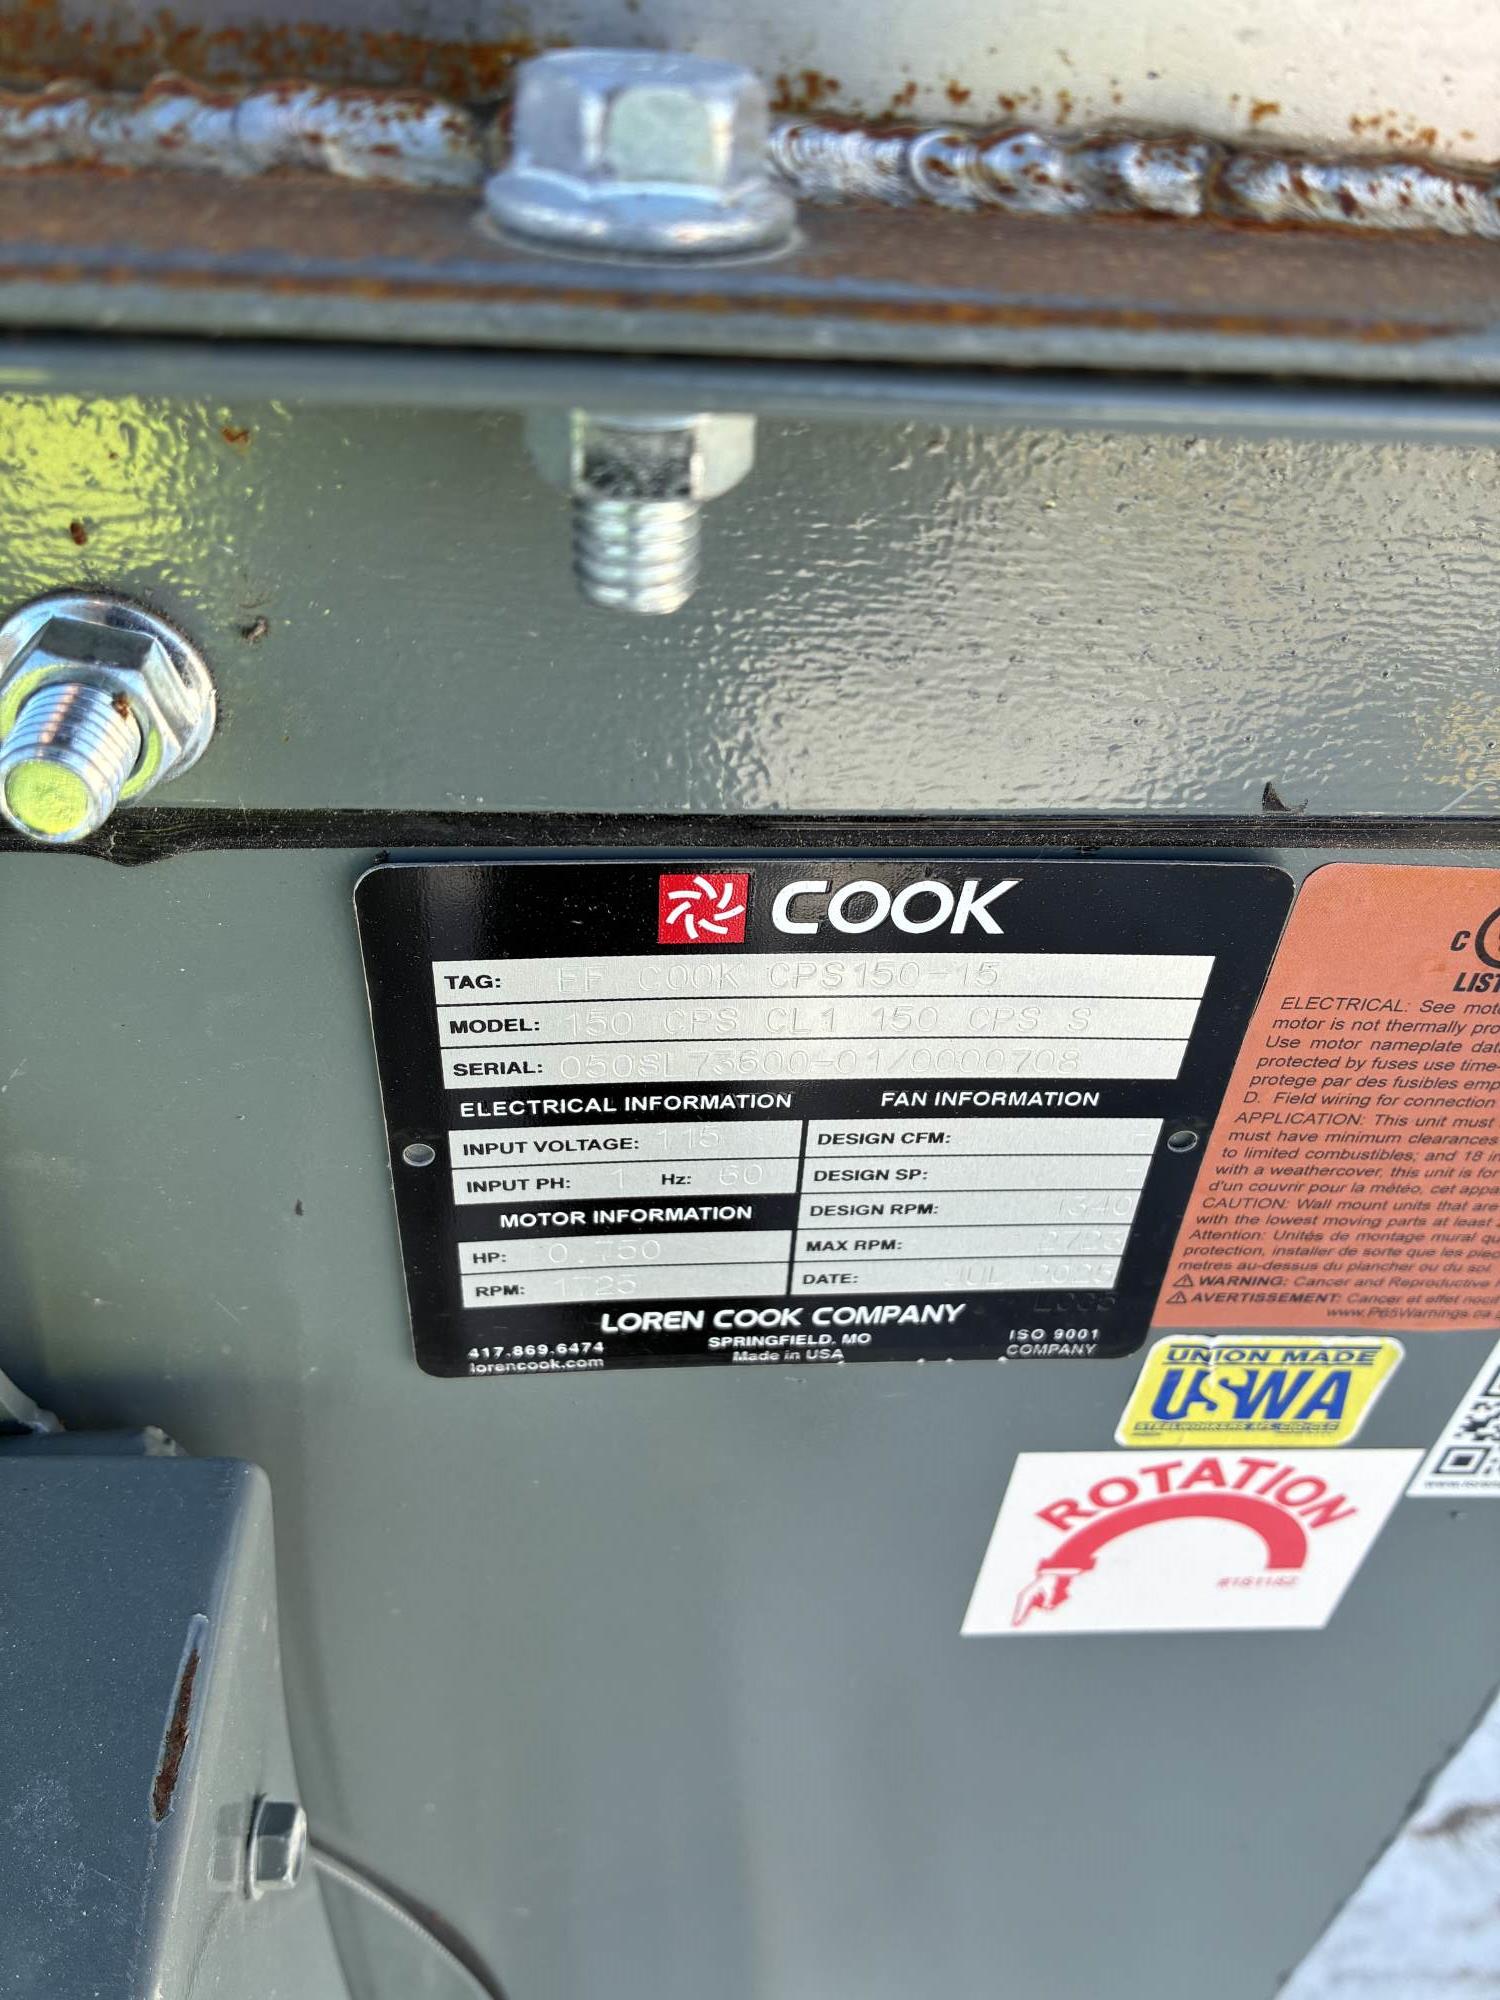 COOK
TAG: EF COOK CPS150-15
MODEL: 150 CPS CL1 150 CPS S
SERIAL: 050SL73600-01/0000708
ELECTRICAL INFORMATION
INPUT VOLTAGE: 115
INPUT PH: 1 Hz: 60
MOTOR INFORMATION
HP: 0.750
RPM: 1725
FAN INFORMATION
DESIGN CFM: -
DESIGN SP: -
DESIGN RPM: 1340
MAX RPM: 2723
DATE: JUL 2025
LOREN COOK COMPANY
417.869.6474
lorencook.com
SPRINGFIELD, MO
Made in USA
ISO 9001
COMPANY
C
LIST
ELECTRICAL: See moto
motor is not thermally pro
Use motor nameplate dat
protected by fuses use time-
protege par des fusibles emp
D. Field wiring for connection
APPLICATION: This unit must
must have minimum clearances
to limited combustibles; and 18 in
with a weathercover, this unit is for
d'un couvrir pour la météo, cet appa
CAUTION: Wall mount units that are
with the lowest moving parts at least
Attention: Unités de montage mural qu
protection, installer de sorte que les piec
metres au-dessus du plancher ou du sol.
WARNING: Cancer and Reproductive
AVERTISSEMENT: Cancer et effet nocif
www.P65Warnings.ca
UNION MADE
USWA
ROTATION